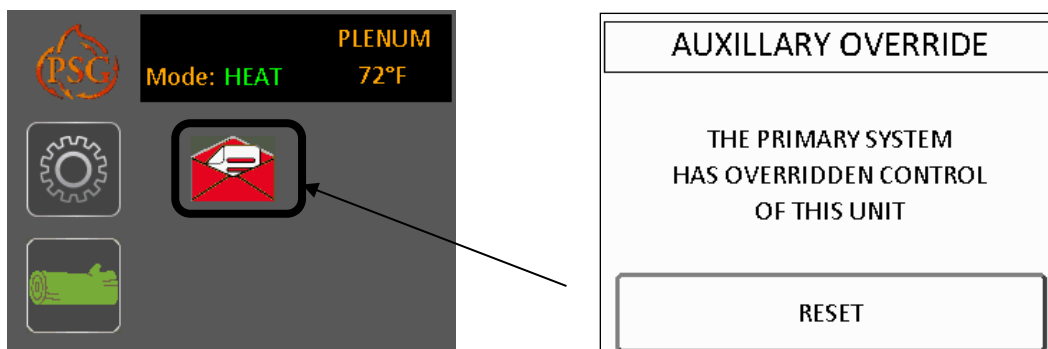 PSG
PLENUM
Mode: HEAT 72°F
AUXILLARY OVERRIDE
THE PRIMARY SYSTEM
HAS OVERRIDDEN CONTROL
OF THIS UNIT
RESET